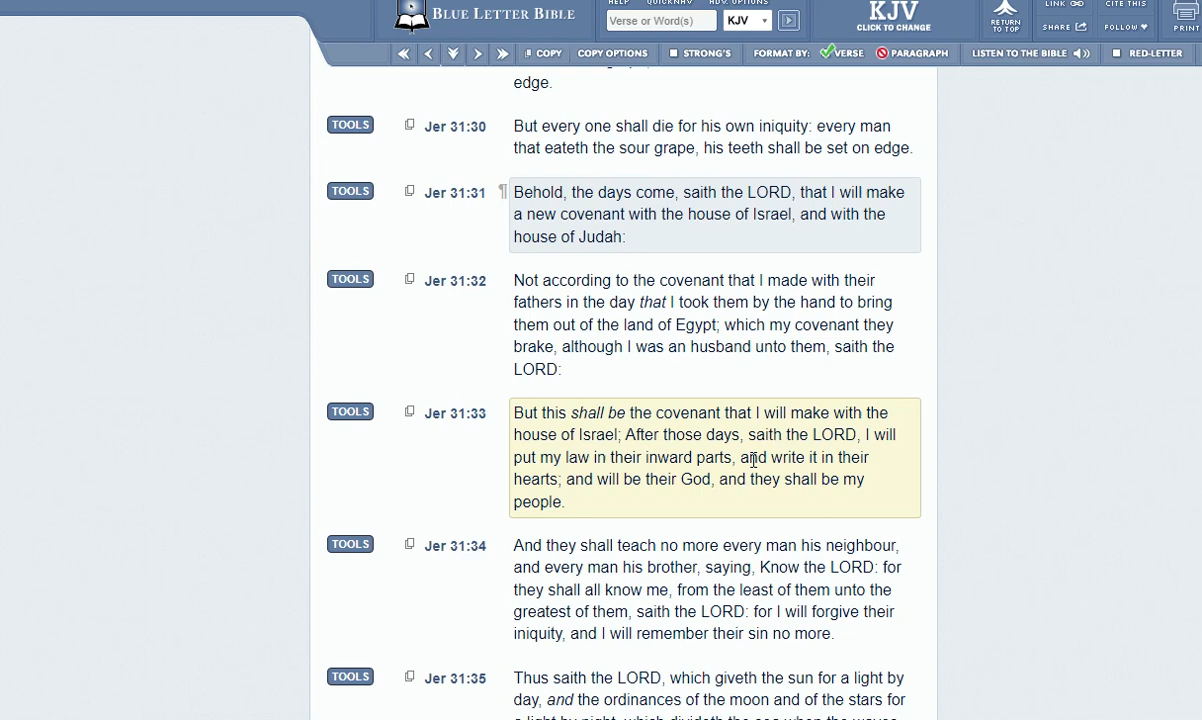 HELP QUICKNAV ADV. OPTIONS
BLUE LETTER BIBLE
Verse or Word(s)
KJV
KJV
CLICK TO CHANGE
RETURN
TO TOP
LINK
CITE THIS
SHARE
FOLLOW
PRINT
COPY
COPY OPTIONS
STRONG'S
FORMAT BY:
VERSE
PARAGRAPH
LISTEN TO THE BIBLE
RED-LETTER
edge.
TOOLS Jer 31:30 But every one shall die for his own iniquity: every man
that eateth the sour grape, his teeth shall be set on edge.
TOOLS Jer 31:31 ¶ Behold, the days come, saith the LORD, that I will make
a new covenant with the house of Israel, and with the
house of Judah:
TOOLS Jer 31:32 Not according to the covenant that I made with their
fathers in the day that I took them by the hand to bring
them out of the land of Egypt; which my covenant they
brake, although I was an husband unto them, saith the
LORD:
TOOLS Jer 31:33 But this shall be the covenant that I will make with the
house of Israel; After those days, saith the LORD, I will
put my law in their inward parts, and write it in their
hearts; and will be their God, and they shall be my
people.
TOOLS Jer 31:34 And they shall teach no more every man his neighbour,
and every man his brother, saying, Know the LORD: for
they shall all know me, from the least of them unto the
greatest of them, saith the LORD: for I will forgive their
iniquity, and I will remember their sin no more.
TOOLS Jer 31:35 Thus saith the LORD, which giveth the sun for a light by
day, and the ordinances of the moon and of the stars for